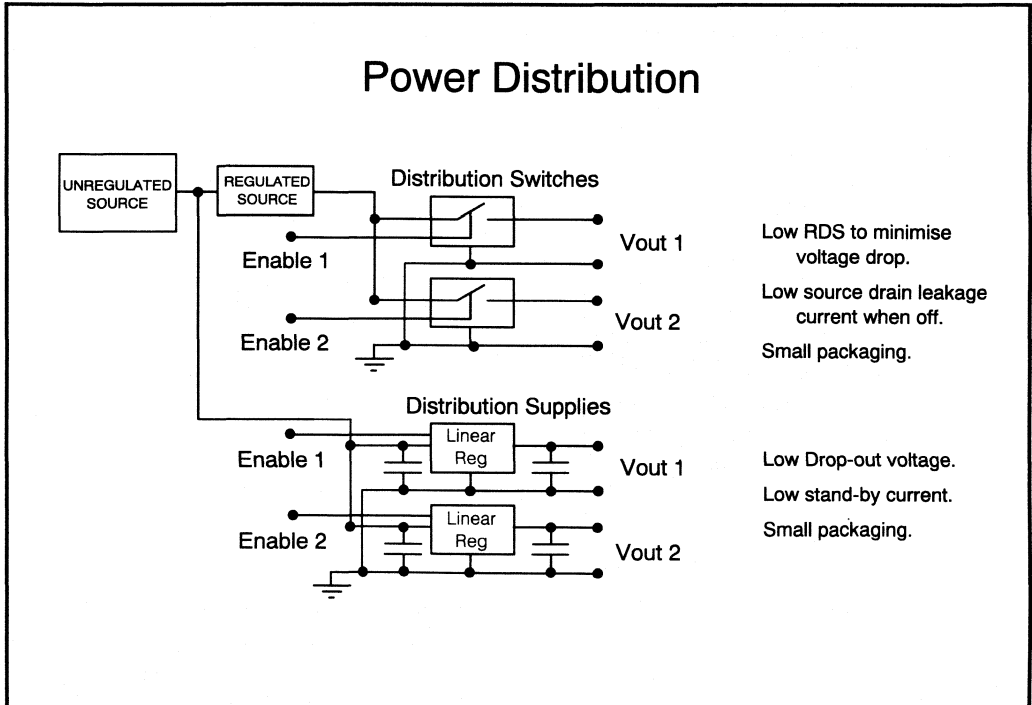 Power Distribution
UNREGULATED
SOURCE
REGULATED
SOURCE
Distribution Switches
Enable 1
Vout 1
Enable 2
Vout 2
Low RDS to minimise
voltage drop.
Low source drain leakage
current when off.
Small packaging.
Distribution Supplies
Enable 1
Linear
Reg
Vout 1
Enable 2
Linear
Reg
Vout 2
Low Drop-out voltage.
Low stand-by current.
Small packaging.